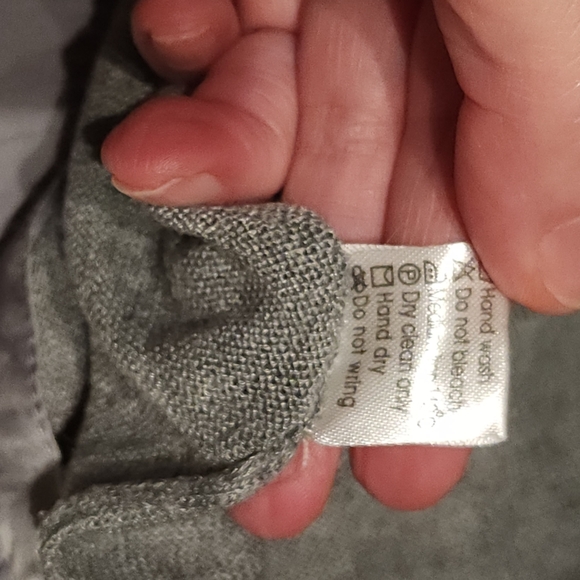 Hand wash
Do not bleach
Dry clean only
Hand dry
Do not wring